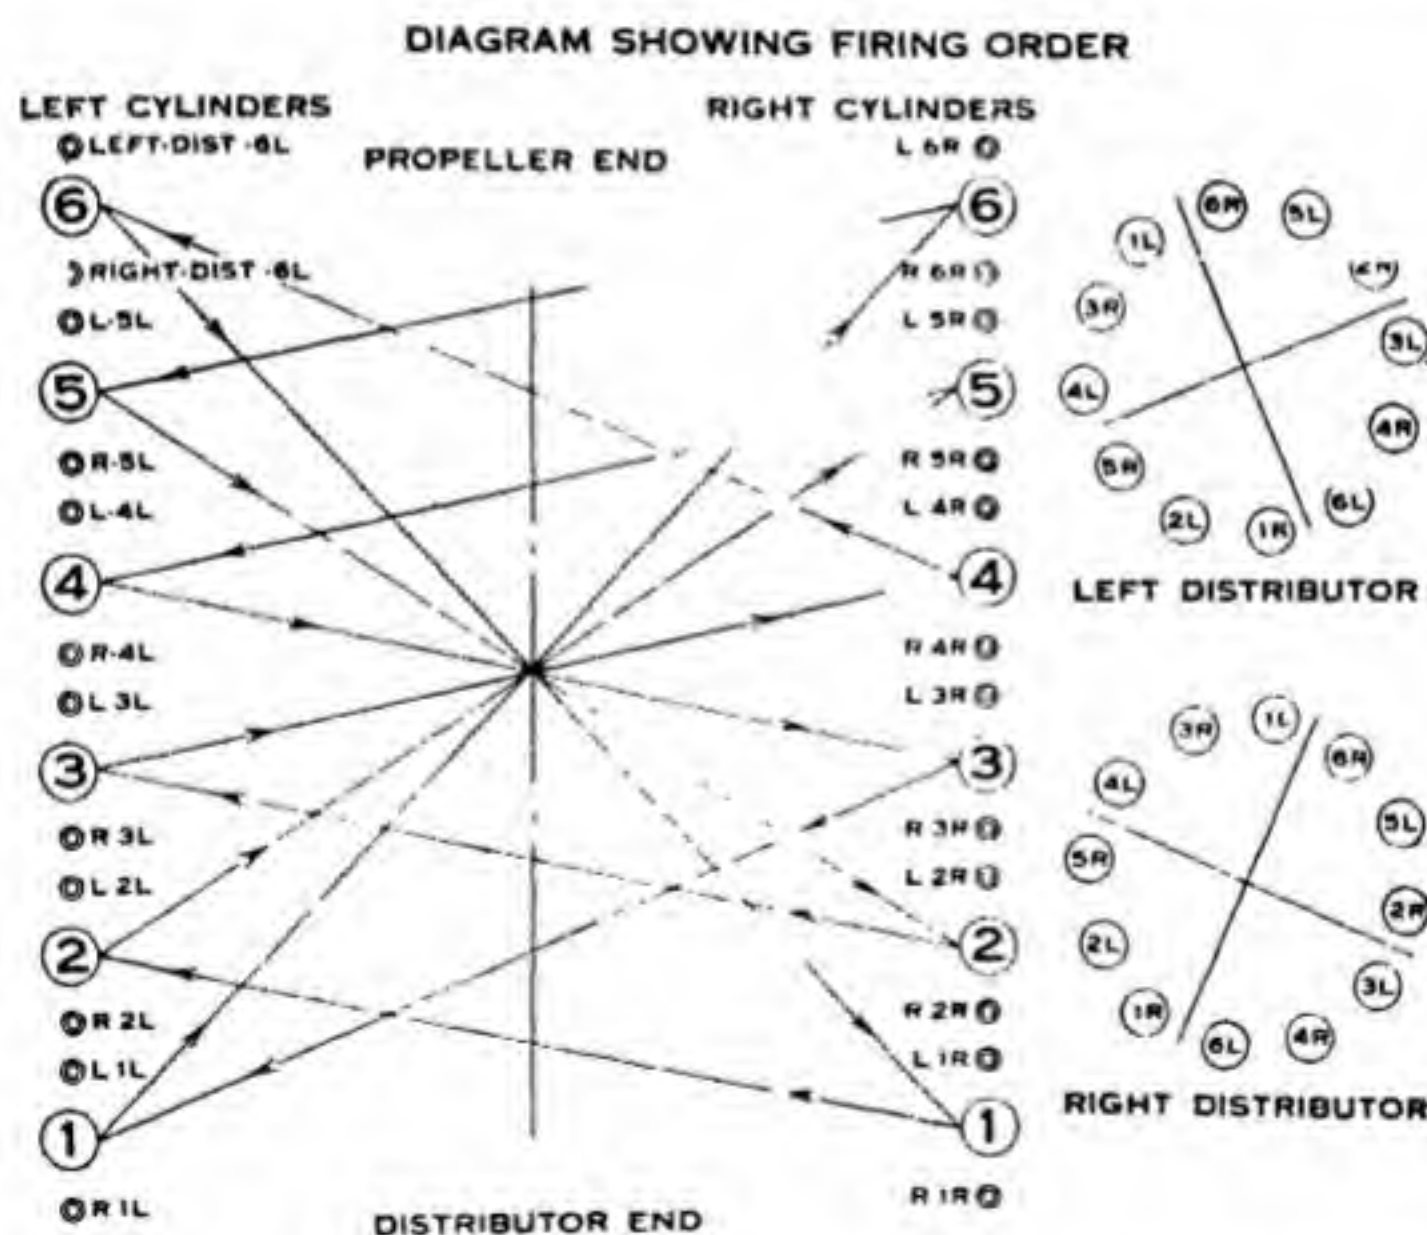 DIAGRAM SHOWING FIRING ORDER
LEFT CYLINDERS
RIGHT CYLINDERS
PROPELLER END
LEFT-DIST-6L
6
RIGHT-DIST-6L
L-5L
5
R-5L
L-4L
4
R-4L
L 3L
3
R 3L
L 2L
2
R 2L
L 1L
1
R 1L
L 6R
6
R 6R
L 5R
5
R 5R
L 4R
4
R 4R
L 3R
3
R 3R
L 2R
2
R 2R
L 1R
1
R 1R
DISTRIBUTOR END
6R
5L
2R
3L
4R
6L
1R
2L
5R
4L
3R
1L
LEFT DISTRIBUTOR
1L
6R
5L
2R
3L
4R
6L
1R
2L
5R
4L
3R
RIGHT DISTRIBUTOR